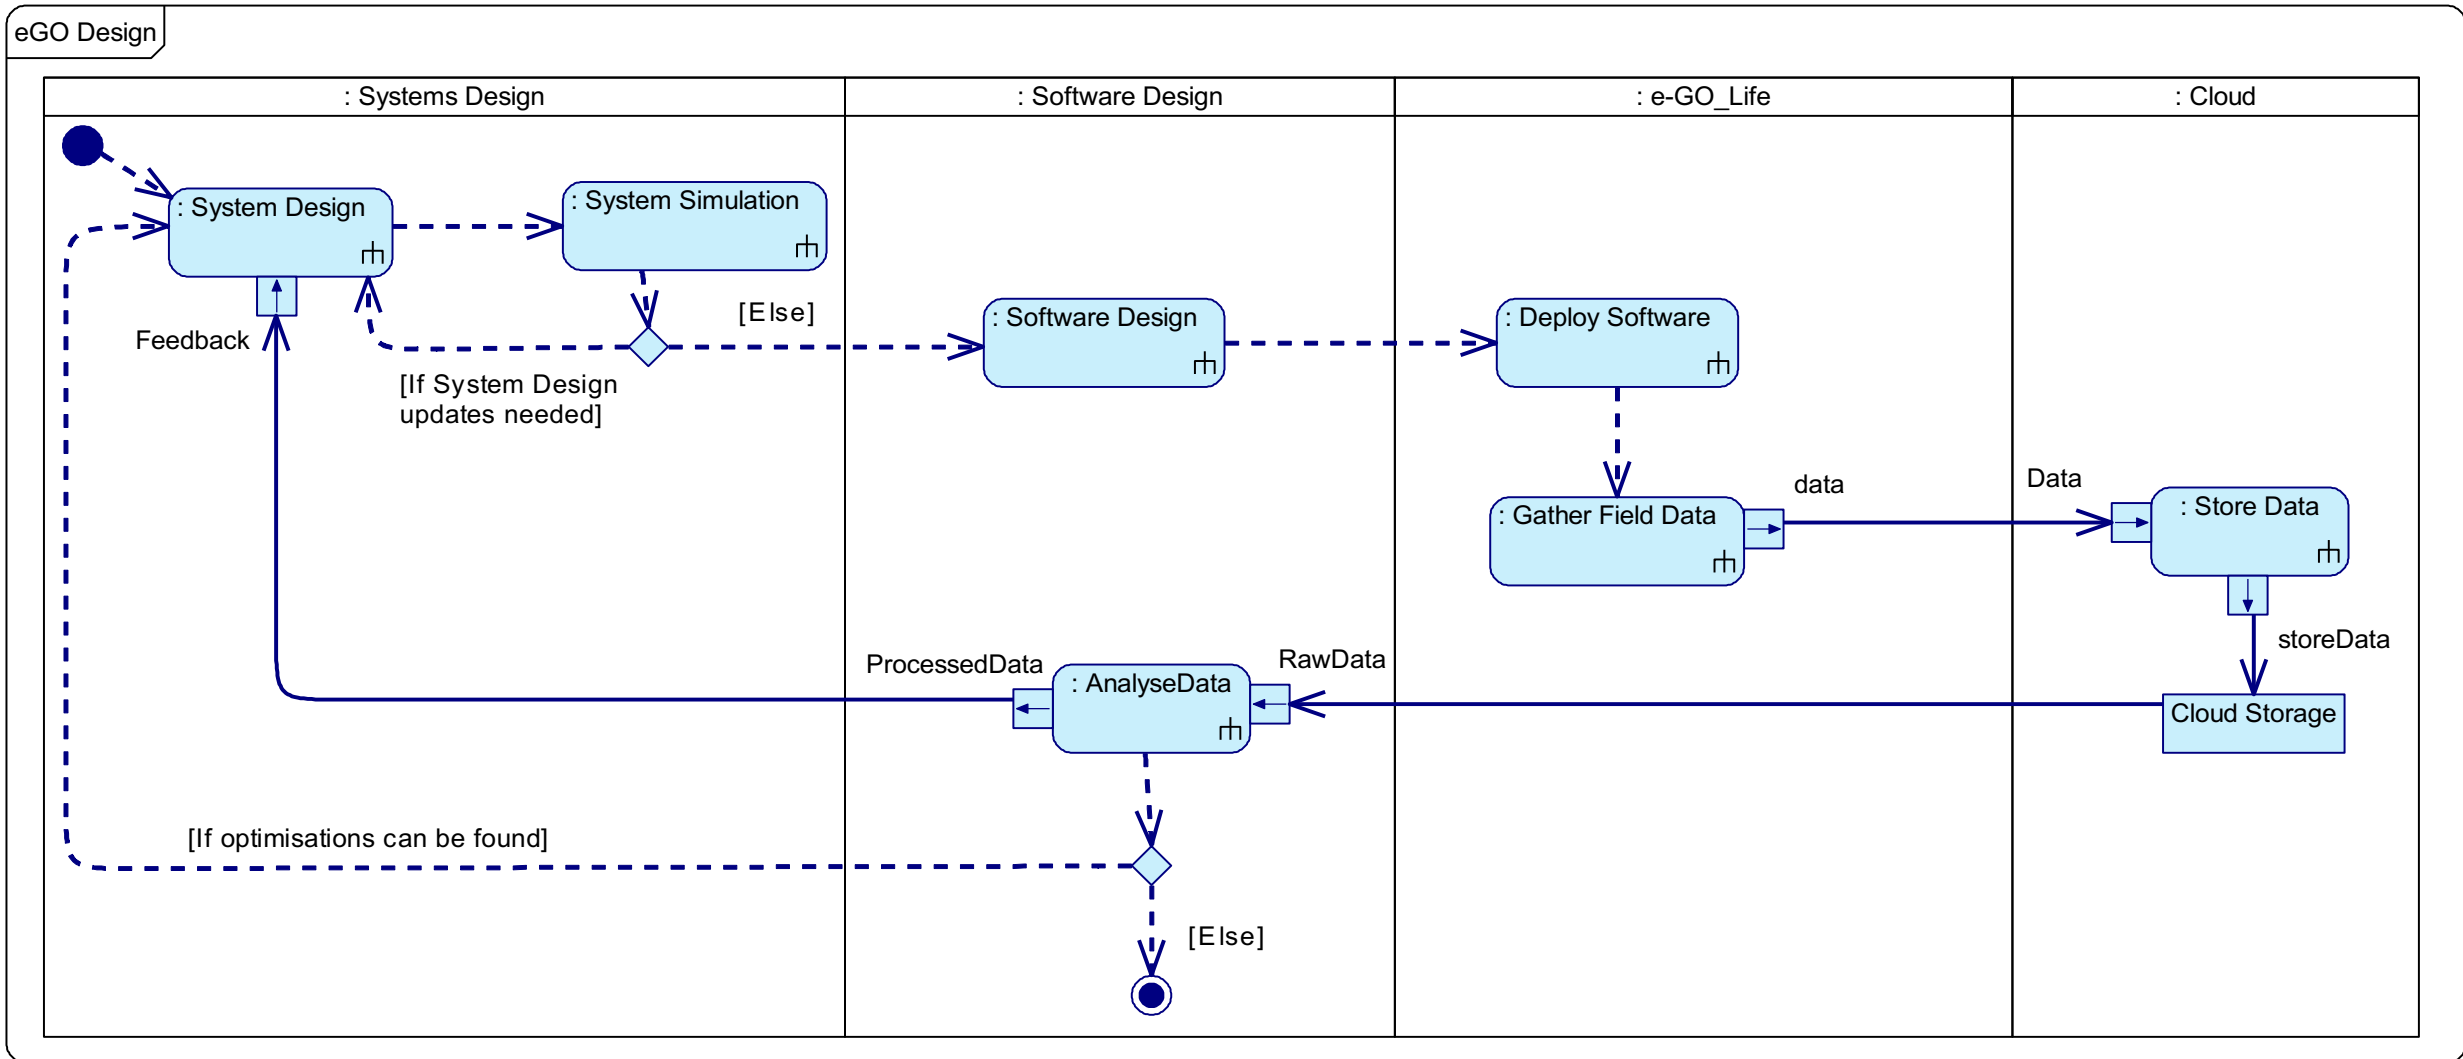 eGO Design
: Systems Design
: Software Design
: e-GO_Life
: Cloud
: System Design
: System Simulation
[Else]
: Software Design
: Deploy Software
Feedback
[If System Design
updates needed]
data
Data
: Gather Field Data
: Store Data
storeData
ProcessedData
RawData
: AnalyseData
Cloud Storage
[If optimisations can be found]
[Else]